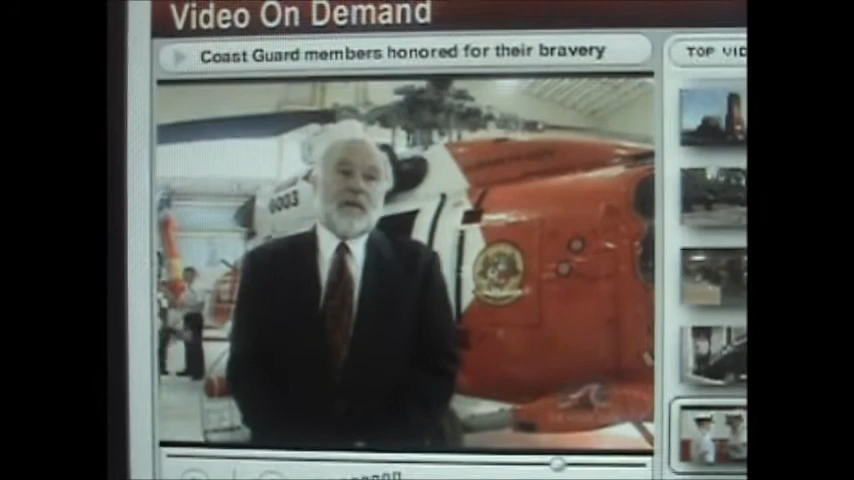 Video On Demand
Coast Guard members honored for their bravery
TOP VID
6003